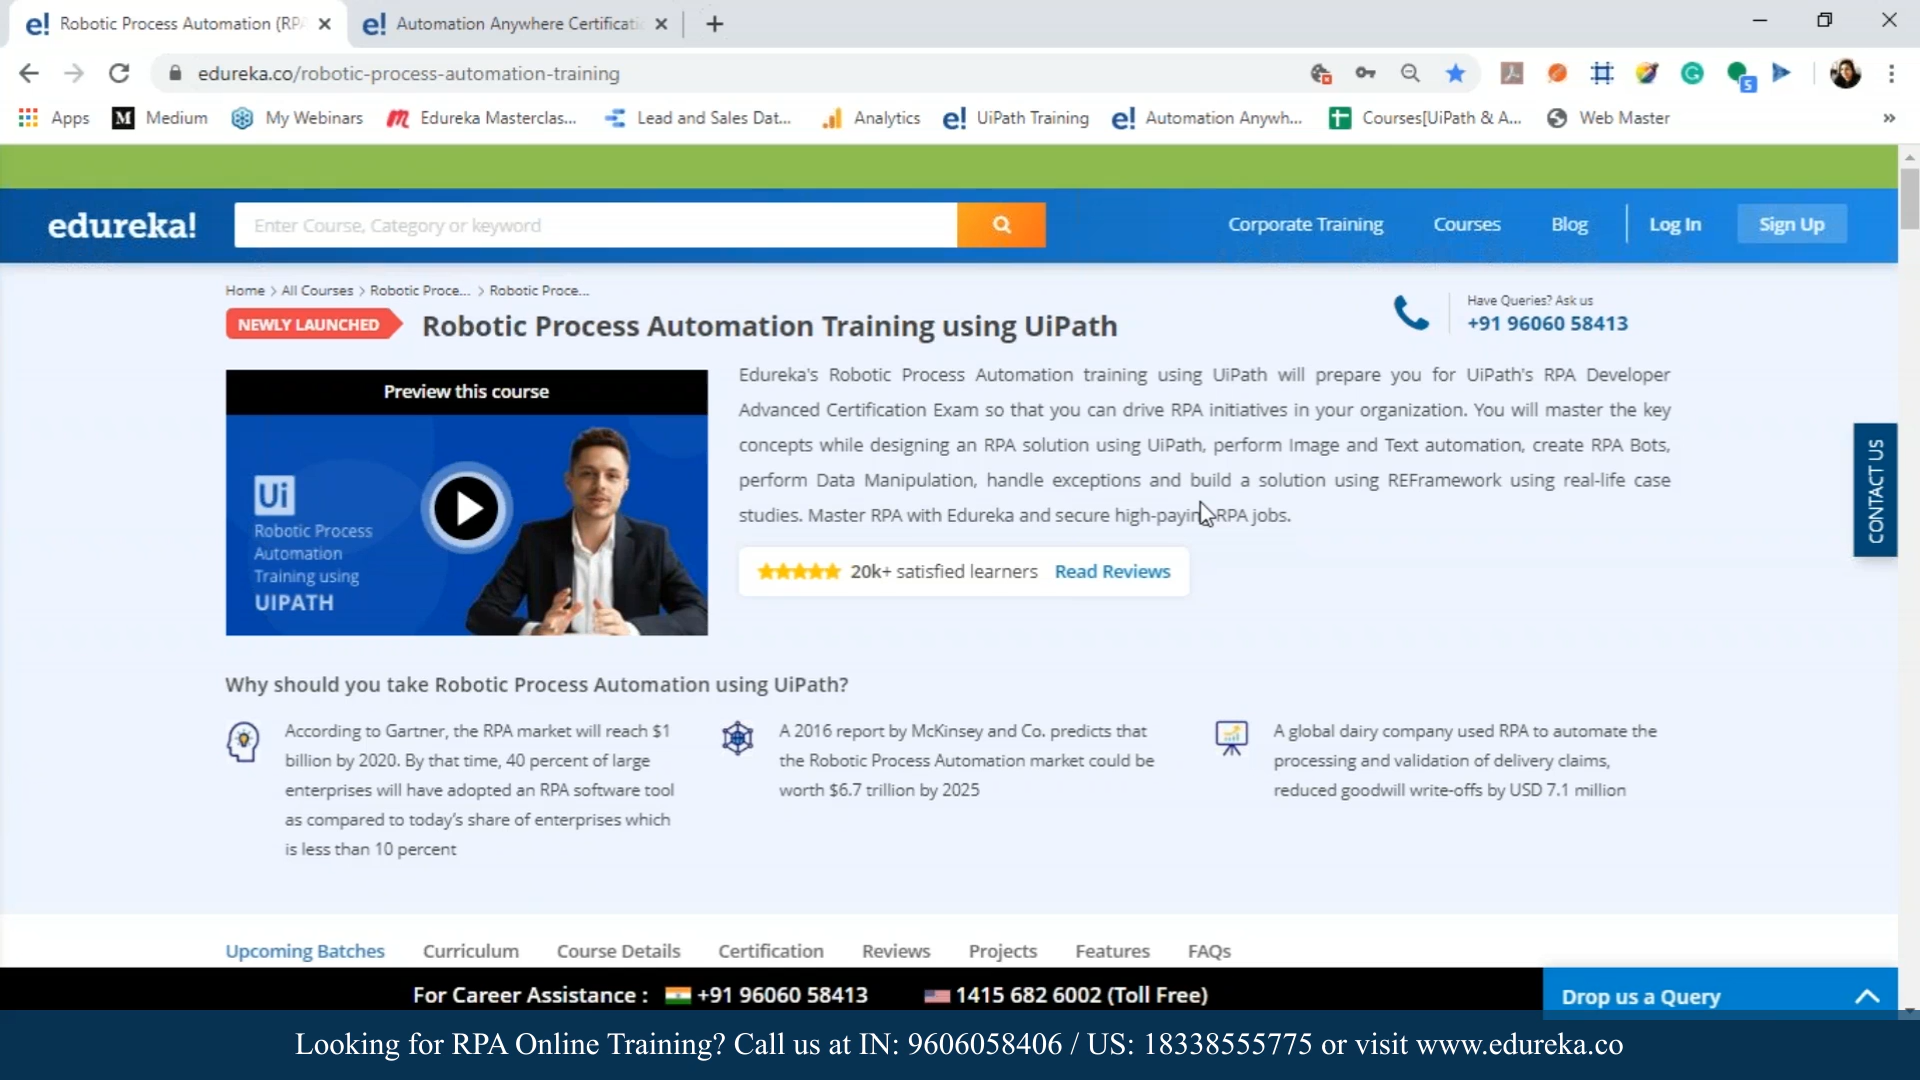 Robotic Process Automation (RPA
Automation Anywhere Certificati
edureka.co/robotic-process-automation-training
5
Apps
Medium
My Webinars
Edureka Masterclas...
Lead and Sales Dat...
Analytics
UiPath Training
Automation Anywh...
Courses[UiPath & A...
Web Master
»
edureka!
Enter Course, Category or keyword
Corporate Training
Courses
Blog
Log In
Sign Up
Home > All Courses > Robotic Proce... > Robotic Proce...
NEWLY LAUNCHED
Robotic Process Automation Training using UiPath
Have Queries? Ask us
+91 96060 58413
Preview this course
Ui
Robotic Process
Automation
Training using
UIPATH
Edureka's Robotic Process Automation training using UiPath will prepare you for UiPath's RPA Developer
Advanced Certification Exam so that you can drive RPA initiatives in your organization. You will master the key
concepts while designing an RPA solution using UiPath, perform Image and Text automation, create RPA Bots,
perform Data Manipulation, handle exceptions and build a solution using REFramework using real-life case
studies. Master RPA with Edureka and secure high-paying RPA jobs.
20k+ satisfied learners Read Reviews
CONTACT US
Why should you take Robotic Process Automation using UiPath?
According to Gartner, the RPA market will reach $1
billion by 2020. By that time, 40 percent of large
enterprises will have adopted an RPA software tool
as compared to today's share of enterprises which
is less than 10 percent
A 2016 report by McKinsey and Co. predicts that
the Robotic Process Automation market could be
worth $6.7 trillion by 2025
A global dairy company used RPA to automate the
processing and validation of delivery claims,
reduced goodwill write-offs by USD 7.1 million
Upcoming Batches
Curriculum
Course Details
Certification
Reviews
Projects
Features
FAQs
For Career Assistance : +91 96060 58413 1415 682 6002 (Toll Free)
Drop us a Query
Looking for RPA Online Training? Call us at IN: 9606058406 / US: 18338555775 or visit www.edureka.co